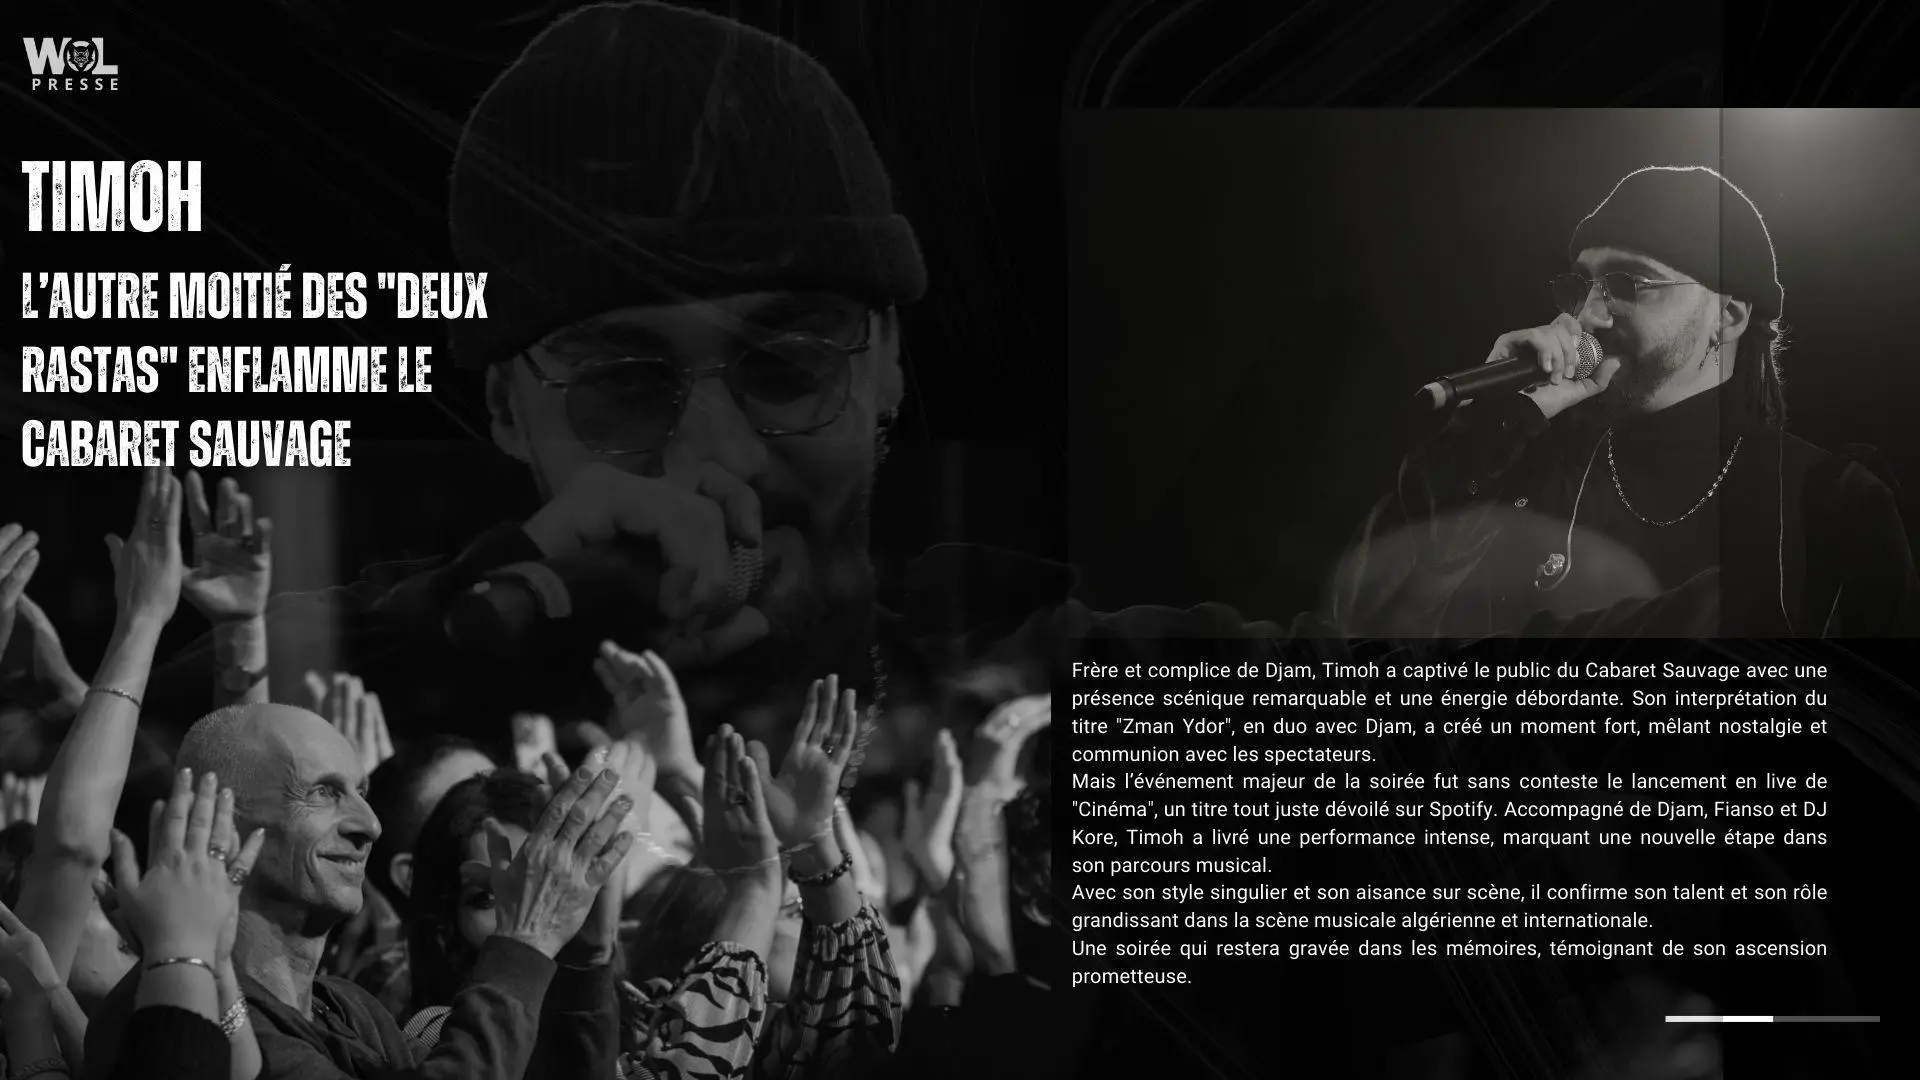 WOL
PRESSE
TIMOH
L’AUTRE MOITIÉ DES "DEUX
RASTAS" ENFLAMME LE
CABARET SAUVAGE
Frère et complice de Djam, Timoh a captivé le public du Cabaret Sauvage avec une
présence scénique remarquable et une énergie débordante. Son interprétation du
titre "Zman Ydor", en duo avec Djam, a créé un moment fort, mêlant nostalgie et
communion avec les spectateurs.
Mais l’événement majeur de la soirée fut sans conteste le lancement en live de
"Cinéma", un titre tout juste dévoilé sur Spotify. Accompagné de Djam, Fianso et DJ
Kore, Timoh a livré une performance intense, marquant une nouvelle étape dans
son parcours musical.
Avec son style singulier et son aisance sur scène, il confirme son talent et son rôle
grandissant dans la scène musicale algérienne et internationale.
Une soirée qui restera gravée dans les mémoires, témoignant de son ascension
prometteuse.